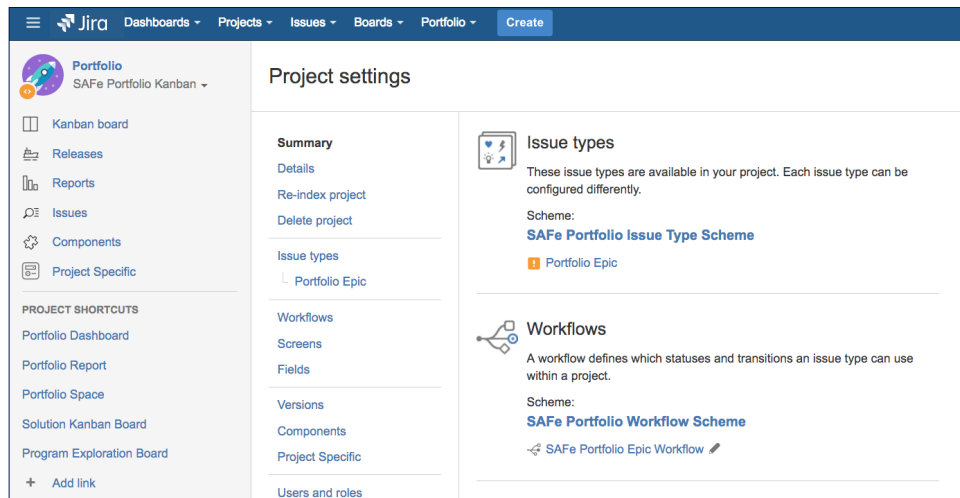 Jira Dashboards Projects Issues Boards Portfolio Create
Portfolio
SAFe Portfolio Kanban
Kanban board
Releases
Reports
Issues
Components
Project Specific
PROJECT SHORTCUTS
Portfolio Dashboard
Portfolio Report
Portfolio Space
Solution Kanban Board
Program Exploration Board
+ Add link
Project settings
Summary
Details
Re-index project
Delete project
Issue types
Portfolio Epic
Workflows
Screens
Fields
Versions
Components
Project Specific
Users and roles
Issue types
These issue types are available in your project. Each issue type can be
configured differently.
Scheme:
SAFe Portfolio Issue Type Scheme
Portfolio Epic
Workflows
A workflow defines which statuses and transitions an issue type can use
within a project.
Scheme:
SAFe Portfolio Workflow Scheme
SAFe Portfolio Epic Workflow